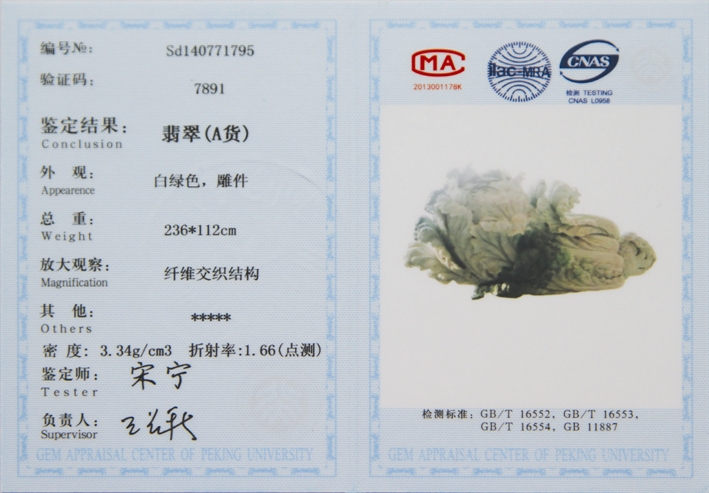 编号№: Sd140771795
验证码: 7891
鉴定结果: 翡翠(A货)
Conclusion
外 观: 白绿色，雕件
Appearence
总 重: 236*112cm
Weight
放大观察: 纤维交织结构
Magnification
其 他: *****
Others
密 度: 3.34g/cm3 折射率:1.66(点测)
鉴定师: 宋宁
Tester
负责人:
Supervisor
GEM APPRAISAL CENTER OF PEKING UNIVERSITY
MA
2013001178K
ilac-MRA
CNAS
检测 TESTING
CNAS L0958
检测标准: GB/T 16552, GB/T 16553,
GB/T 16554, GB 11887
GEM APPRAISAL CENTER OF PEKING UNIVERSITY